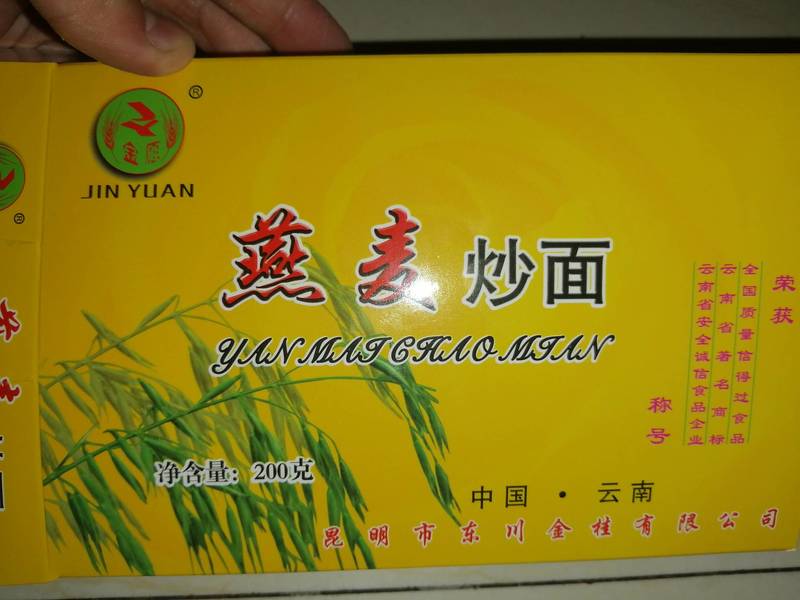 ®
金原
JIN YUAN
®
燕麦炒面
YAN MAI CHAO MIAN
荣获
全国质量信得过食品
云南省著名商标
云南省安全诚信食品企业
称号
净含量：200克
中国·云南
昆明市东川金桂有限公司